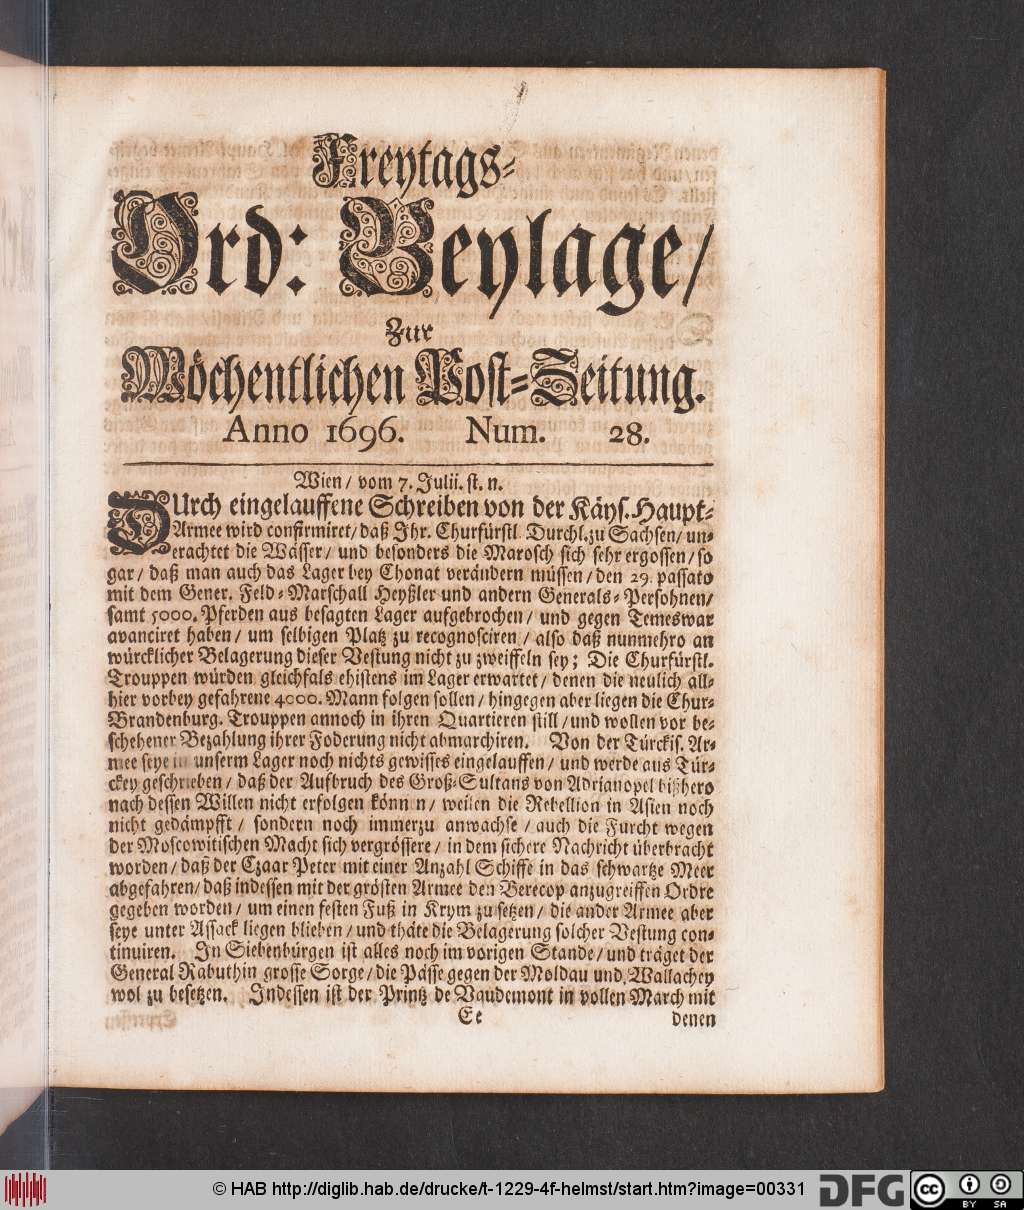 Freytags-
Ord: Beylage/
Zur
Wöchentlichen Post-Zeitung.
Anno 1696. Num. 28.
Wien/ vom 7. Julii. st. n.
DUrch eingelauffene Schreiben von der Käys. Haupt-
Armee wird confirmiret/ daß Ihr. Churfürstl. Durchl. zu Sachsen/ un-
erachtet die Wässer/ und besonders die Marosch sich sehr ergossen/ so
gar/ daß man auch das Lager bey Chonat verändern müssen/ den 29. passato
mit dem Gener. Feld-Marschall Heyßler und andern Generals-Persohnen/
samt 5000. Pferden aus besagten Lager aufgebrochen/ und gegen Temeswar
avanciret haben/ um selbigen Platz zu recognosciren/ also daß nunmehro an
würcklicher Belagerung dieser Vestung nicht zu zweiffeln sey; Die Churfürstl.
Trouppen würden gleichfals ehistens im Lager erwartet/ denen die neulich all-
hier vorbey gefahrene 4000. Mann folgen sollen/ hingegen aber liegen die Chur-
Brandenburg. Trouppen annoch in ihren Quartieren still/ und wollen vor be-
schehener Bezahlung ihrer Foderung nicht abmarchiren. Von der Türckis. Ar-
mee seye in unserm Lager noch nichts gewisses eingelauffen/ und werde aus Tür-
ckey geschrieben/ daß der Aufbruch des Groß-Sultans von Adrianopel bißhero
nach dessen Willen nicht erfolgen können/ weilen die Rebellion in Asien noch
nicht gedämpfft/ sondern noch immerzu anwachse/ auch die Furcht wegen
der Moscowitischen Macht sich vergrössere/ in dem sichere Nachricht überbracht
worden/ daß der Czaar Peter mit einer Anzahl Schiffe in das schwartze Meer
abgefahren/ daß indessen mit der grösten Armee den Berecop anzugreiffen Ordre
gegeben worden/ um einen festen Fuß in Krym zu setzen/ die ander Armee aber
seye unter Assack liegen blieben/ und thäte die Belagerung solcher Vestung con-
tinuiren. In Siebenbürgen ist alles noch im vorigen Stande/ und träget der
General Rabuthin grosse Sorge/ die Pässe gegen der Moldau und Wallachey
wol zu besetzen. Indessen ist der Printz de Vaudemont in vollen March mit
Ee denen
© HAB http://diglib.hab.de/drucke/t-1229-4f-helmst/start.htm?image=00331
DFG
cc BY SA